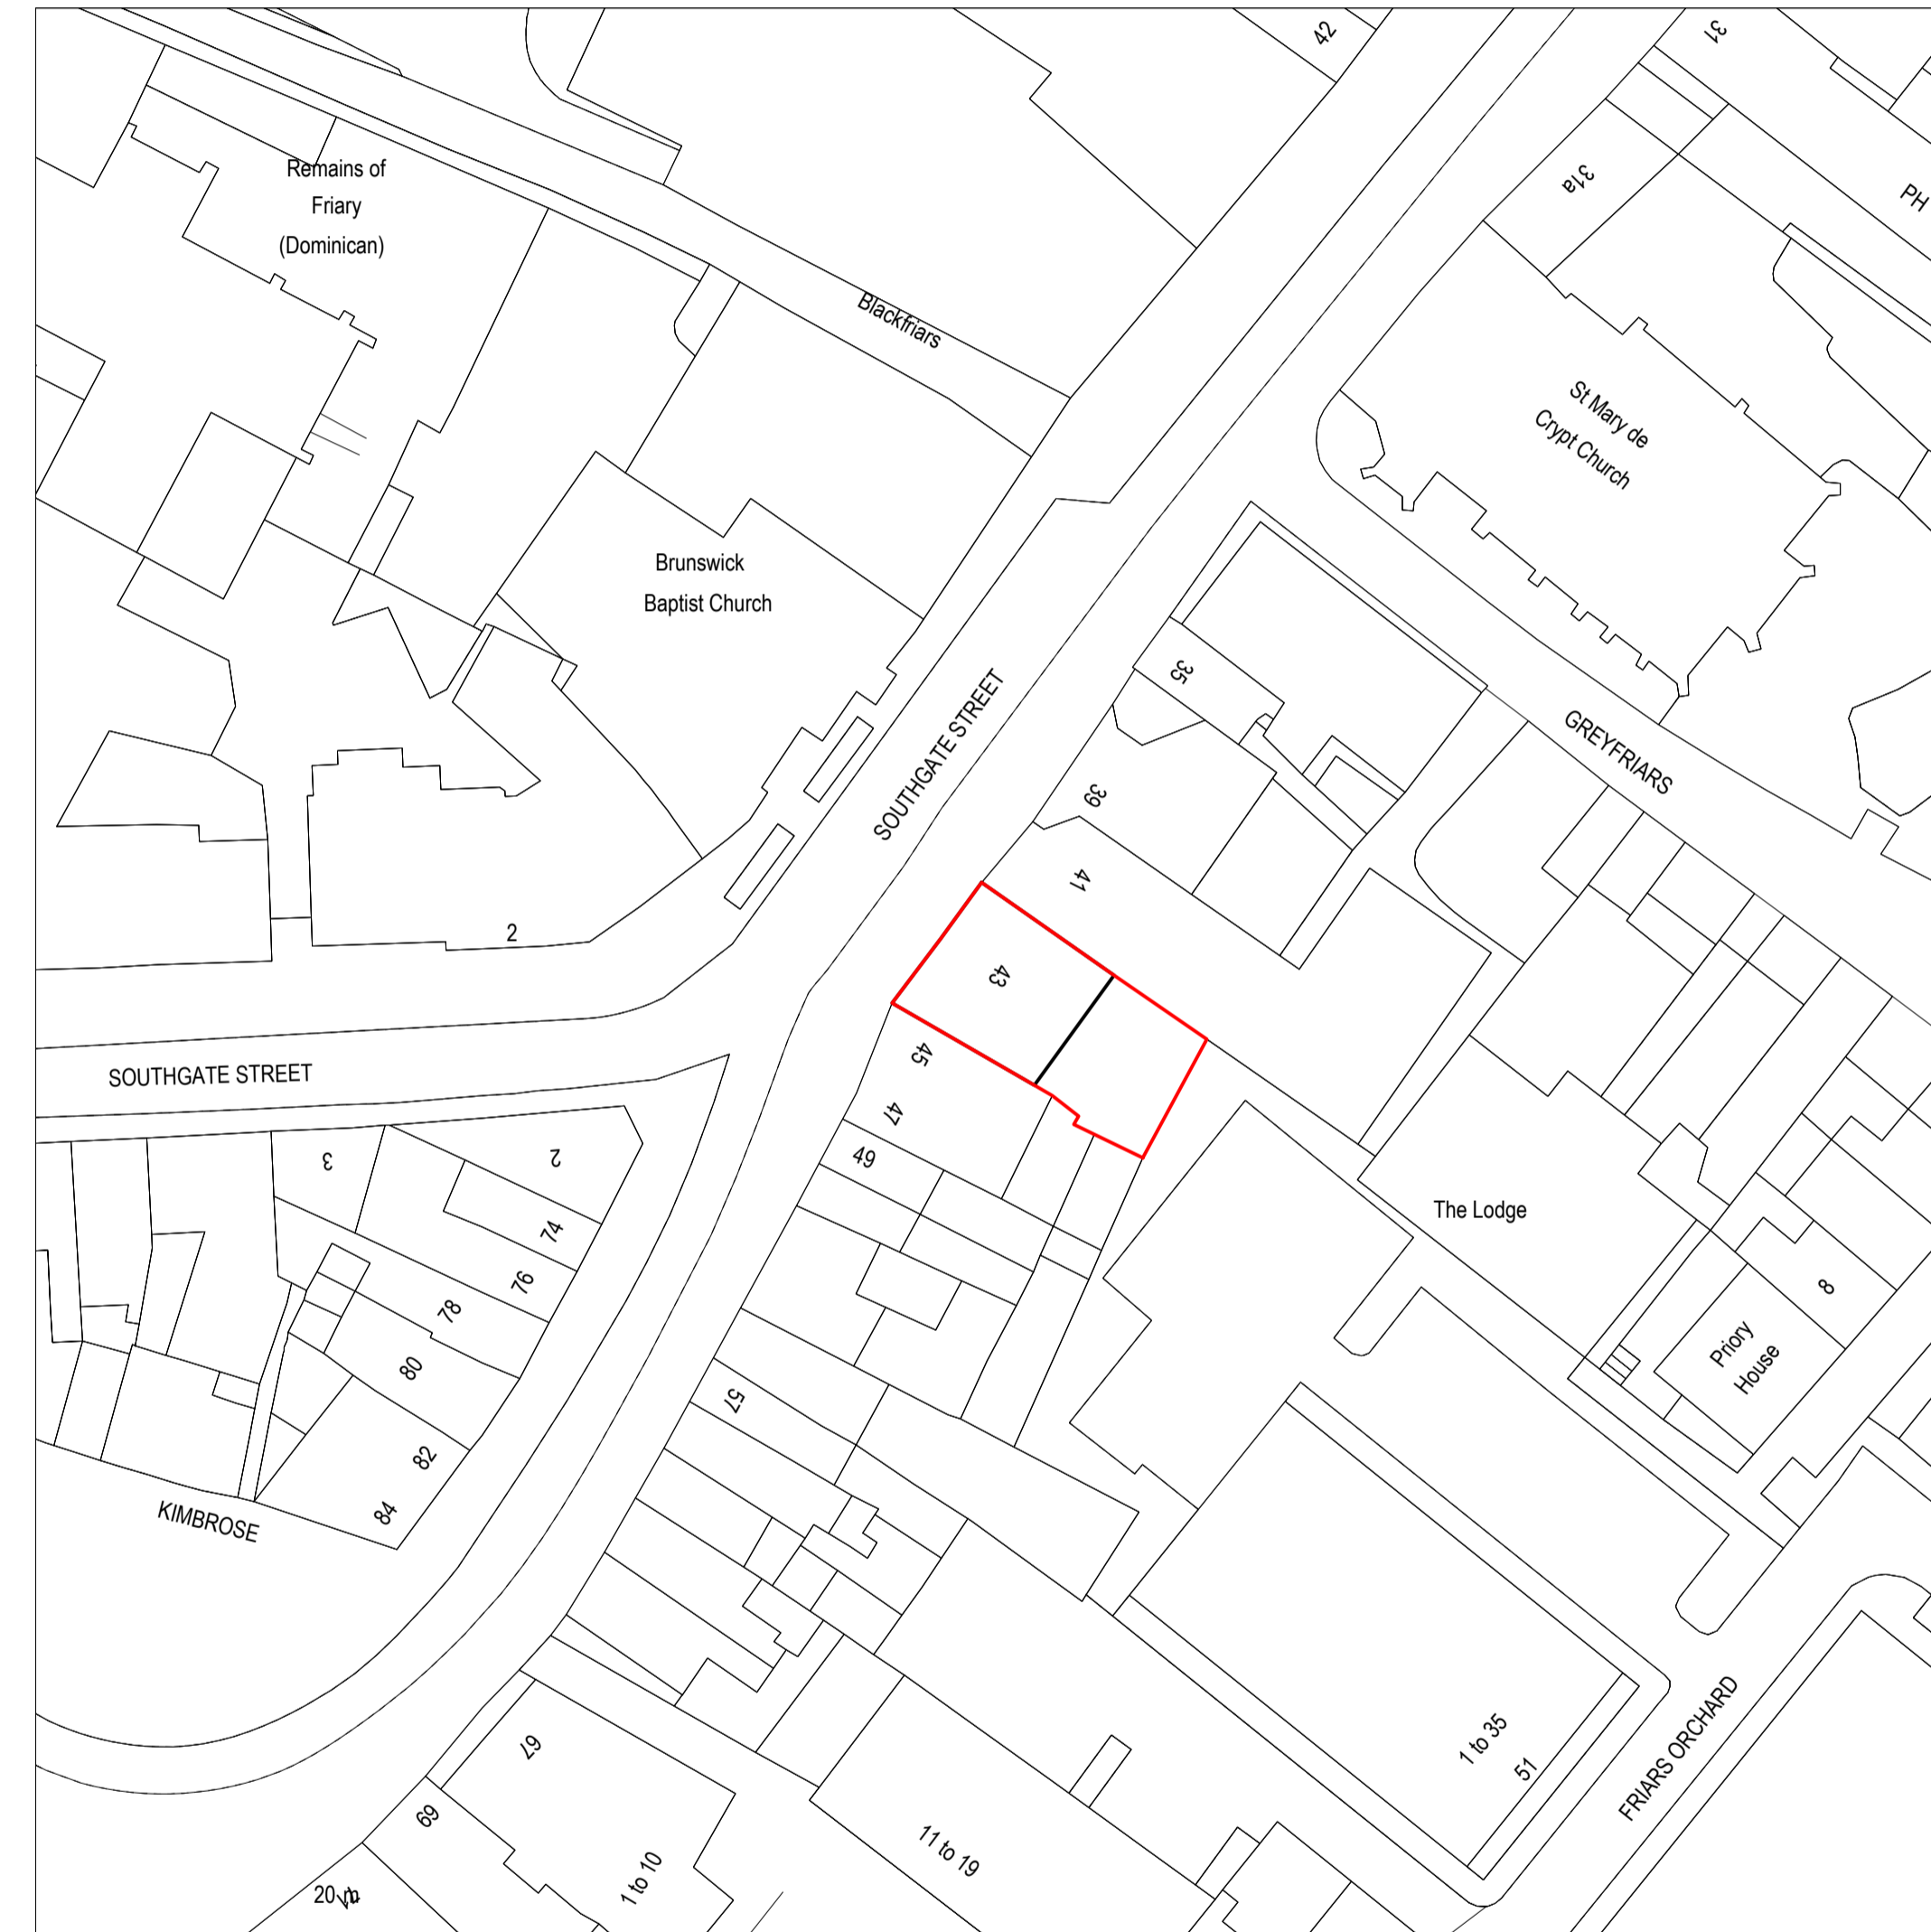 42
31
Remains of
Friary
(Dominican)
31a
PH
Blackfriars
St Mary de
Crypt Church
Brunswick
Baptist Church
35
SOUTHGATE STREET
GREYFRIARS
39
41
2
43
45
SOUTHGATE STREET
47
49
3
2
The Lodge
74
76
78
8
80
Priory
House
57
82
84
KIMBROSE
67
1 to 35
51
FRIARS ORCHARD
69
11 to 19
1 to 10
20 m